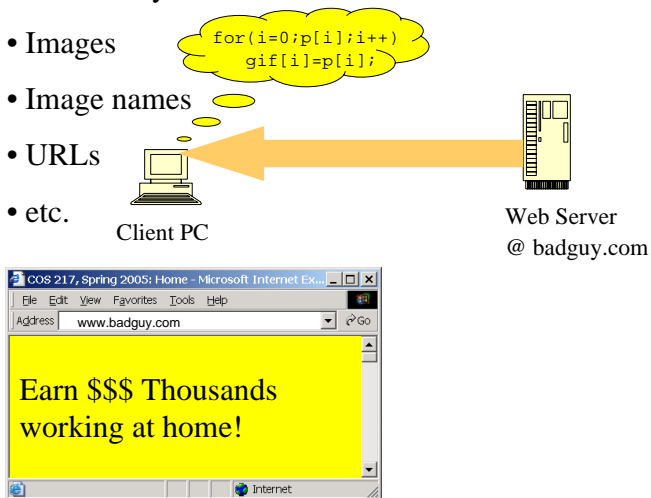 • Images
for(i=0;p[i];i++)
gif[i]=p[i];
• Image names
• URLs
• etc.
Client PC
Web Server
@ badguy.com
COS 217, Spring 2005: Home - Microsoft Internet Ex...
File Edit View Favorites Tools Help
Address www.badguy.com Go
Earn $$$ Thousands
working at home!
Internet